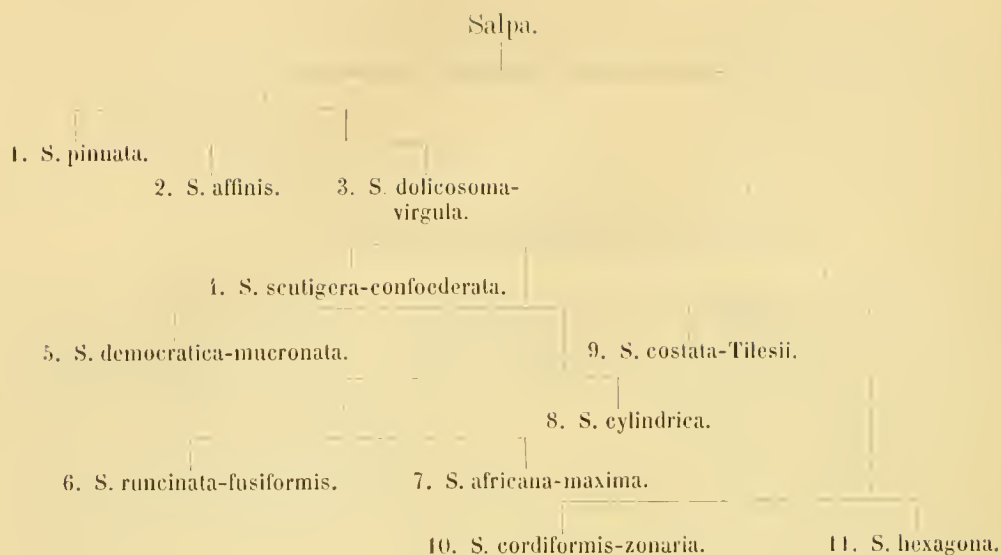 Salpa.
1. S. pinnata.
2. S. affinis.
3. S. dolicosoma-
virgula.
4. S. scutigera-confoederata.
5. S. democratica-mucronata.
9. S. costata-Tilesii.
8. S. cylindrica.
6. S. runcinata-fusiformis.
7. S. africana-maxima.
10. S. cordiformis-zonaria.
11. S. hexagona.